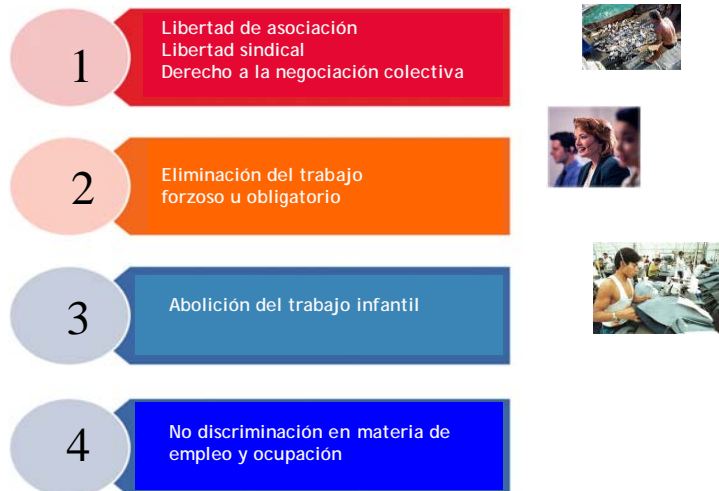 1
Libertad de asociación
Libertad sindical
Derecho a la negociación colectiva
2
Eliminación del trabajo
forzoso u obligatorio
3
Abolición del trabajo infantil
4
No discriminación en materia de
empleo y ocupación